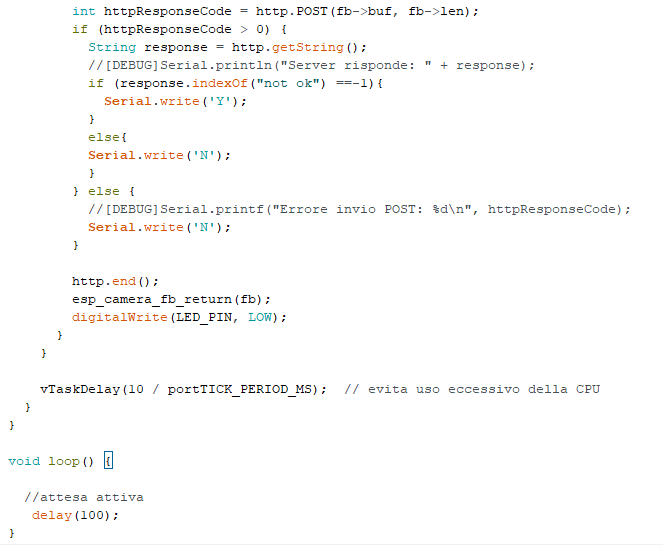 int httpResponseCode = http.POST(fb->buf, fb->len);
if (httpResponseCode > 0) {
String response = http.getString();
//[DEBUG]Serial.println("Server risponde: " + response);
if (response.indexOf("not ok") ==-1){
Serial.write('Y');
}
else{
Serial.write('N');
}
} else {
//[DEBUG]Serial.printf("Errore invio POST: %d\n", httpResponseCode);
Serial.write('N');
}
http.end();
esp_camera_fb_return(fb);
digitalWrite(LED_PIN, LOW);
}
}
vTaskDelay(10 / portTICK_PERIOD_MS);  // evita uso eccessivo della CPU
}
}
void loop() {
//attesa attiva
delay(100);
}